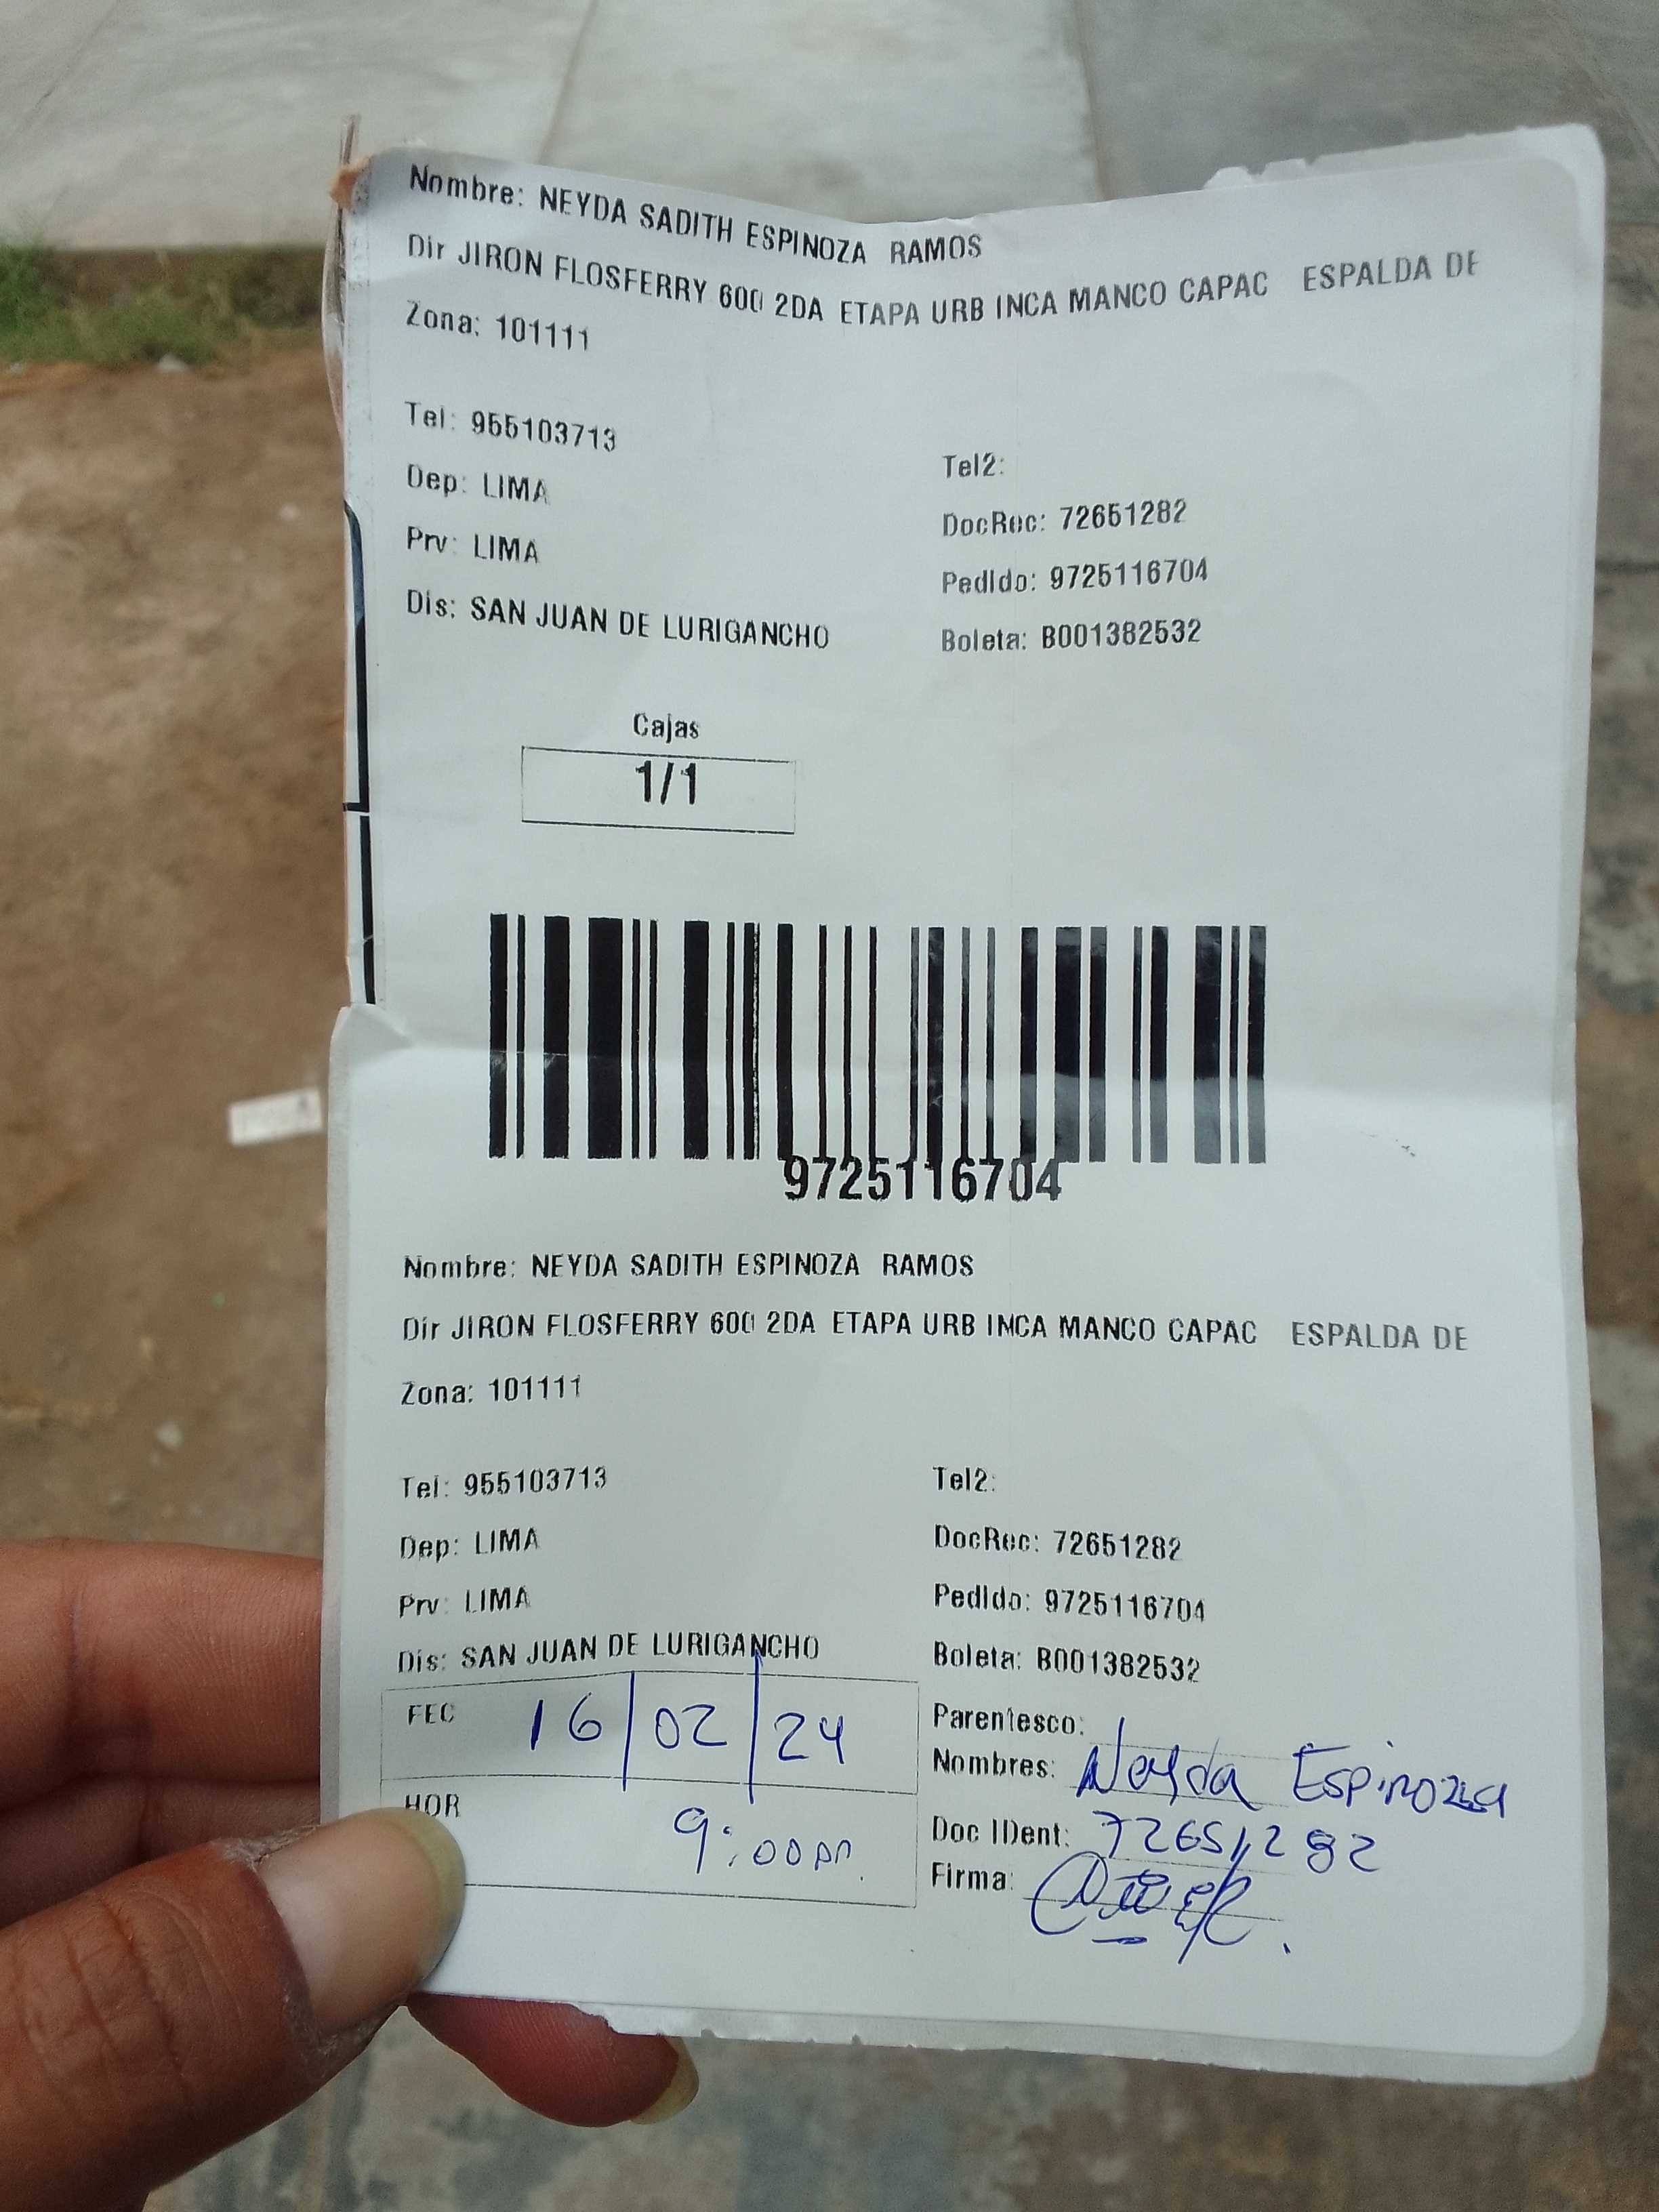 Nombre: NEYDA SADITH ESPINOZA RAMOS
Dir JIRON FLOSFERRY 600 2DA ETAPA URB INCA MANCO CAPAC ESPALDA DE
Zona: 101111
Tel: 955103713
Tel2:
Dep: LIMA
DocRec: 72651282
Prv: LIMA
Pedido: 9725116704
Dis: SAN JUAN DE LURIGANCHO
Boleta: B001382532
Cajas
1/1
9725116704
Nombre: NEYDA SADITH ESPINOZA RAMOS
Dir JIRON FLOSFERRY 600 2DA ETAPA URB INCA MANCO CAPAC ESPALDA DE
Zona: 101111
Tel: 955103713
Tel2:
Dep: LIMA
DocRec: 72651282
Prv: LIMA
Pedido: 9725116704
Dis: SAN JUAN DE LURIGANCHO
Boleta: B001382532
FEC 16/02/24
Parentesco:
Nombres: Neyda Espinoza
HOR 9:00
Doc IDent: 72651282
Firma: